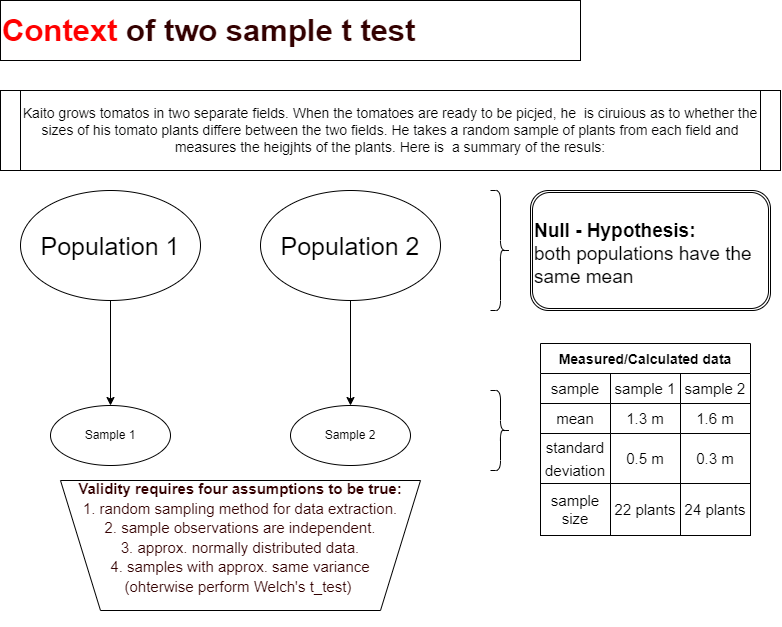 Context of two sample t test
Kaito grows tomatos in two separate fields. When the tomatoes are ready to be picjed, he is ciruious as to whether the
sizes of his tomato plants differe between the two fields. He takes a random sample of plants from each field and
measures the heigjhts of the plants. Here is a summary of the resuls:
Population 1
Population 2
Null - Hypothesis:
both populations have the
same mean
Sample 1
Sample 2
Measured/Calculated data
sample sample 1 sample 2
mean 1.3 m 1.6 m
standard
deviation 0.5 m 0.3 m
sample
size 22 plants 24 plants
Validity requires four assumptions to be true:
1. random sampling method for data extraction.
2. sample observations are independent.
3. approx. normally distributed data.
4. samples with approx. same variance
(ohterwise perform Welch's t_test)